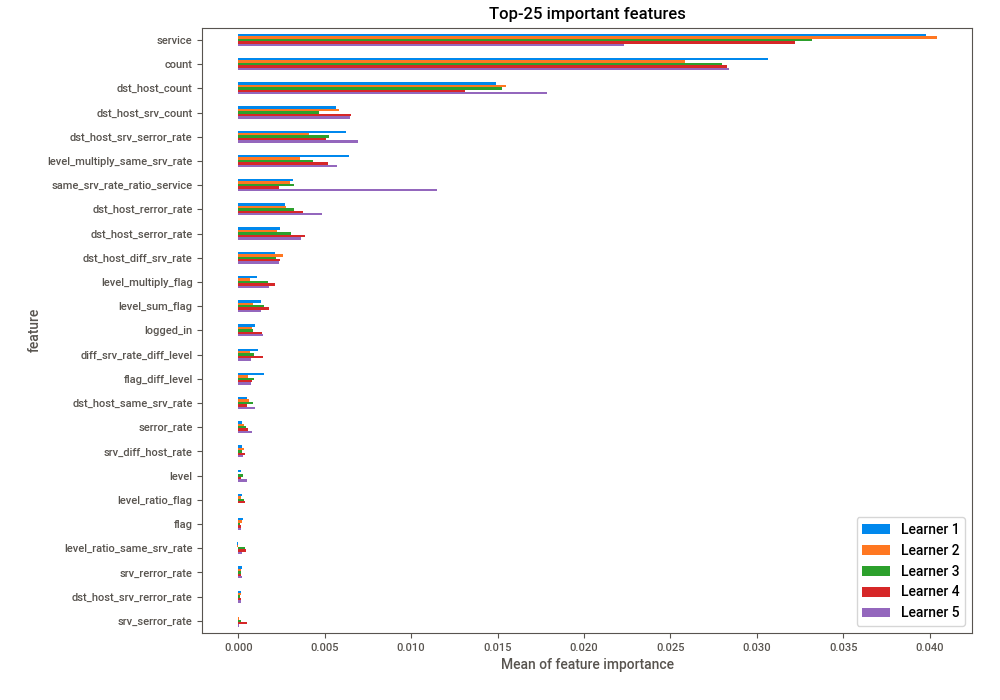 Top-25 important features
service
count
dst_host_count
dst_host_srv_count
dst_host_srv_serror_rate
level_multiply_same_srv_rate
same_srv_rate_ratio_service
dst_host_rerror_rate
dst_host_serror_rate
dst_host_diff_srv_rate
level_multiply_flag
level_sum_flag
logged_in
diff_srv_rate_diff_level
flag_diff_level
dst_host_same_srv_rate
serror_rate
srv_diff_host_rate
level
level_ratio_flag
flag
level_ratio_same_srv_rate
srv_rerror_rate
dst_host_srv_rerror_rate
srv_serror_rate
feature
Learner 1
Learner 2
Learner 3
Learner 4
Learner 5
0.000 0.005 0.010 0.015 0.020 0.025 0.030 0.035 0.040
Mean of feature importance